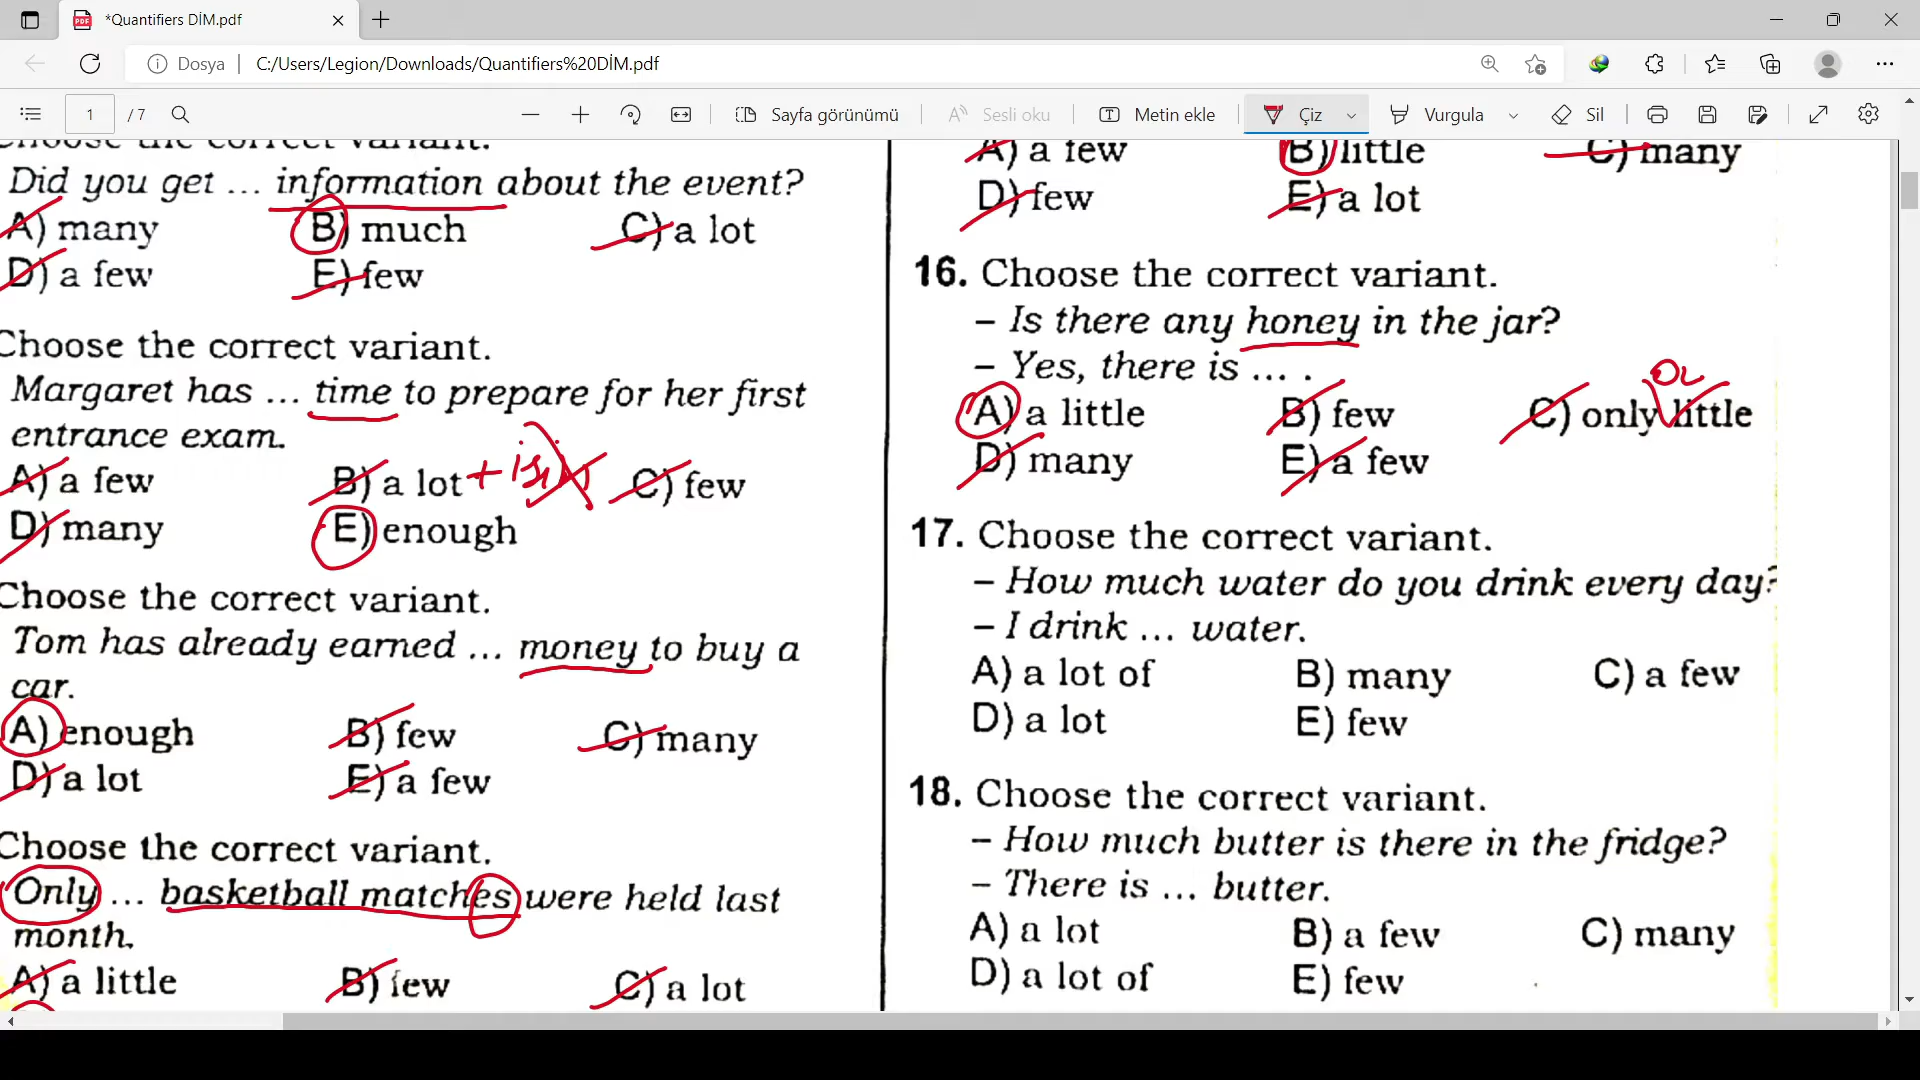 *Quantifiers DİM.pdf
Dosya
C:/Users/Legion/Downloads/Quantifiers%20DİM.pdf
1 / 7
Sayfa görünümü
Sesli oku
Metin ekle
Çiz
Vurgula
Sil
Choose the correct variant.
Did you get ... information about the event?
A) many B) much C) a lot
D) a few E) few
Choose the correct variant.
Margaret has ... time to prepare for her first
entrance exam.
A) a few B) a lot + isim C) few
D) many E) enough
Choose the correct variant.
Tom has already earned ... money to buy a
car.
A) enough B) few C) many
D) a lot E) a few
Choose the correct variant.
Only ... basketball matches were held last
month.
A) a little B) few C) a lot
A) a few B) little C) many
D) few E) a lot
16. Choose the correct variant.
– Is there any honey in the jar?
– Yes, there is ... .
A) a little B) few C) only little
D) many E) a few
17. Choose the correct variant.
– How much water do you drink every day?
– I drink ... water.
A) a lot of B) many C) a few
D) a lot E) few
18. Choose the correct variant.
– How much butter is there in the fridge?
– There is ... butter.
A) a lot B) a few C) many
D) a lot of E) few